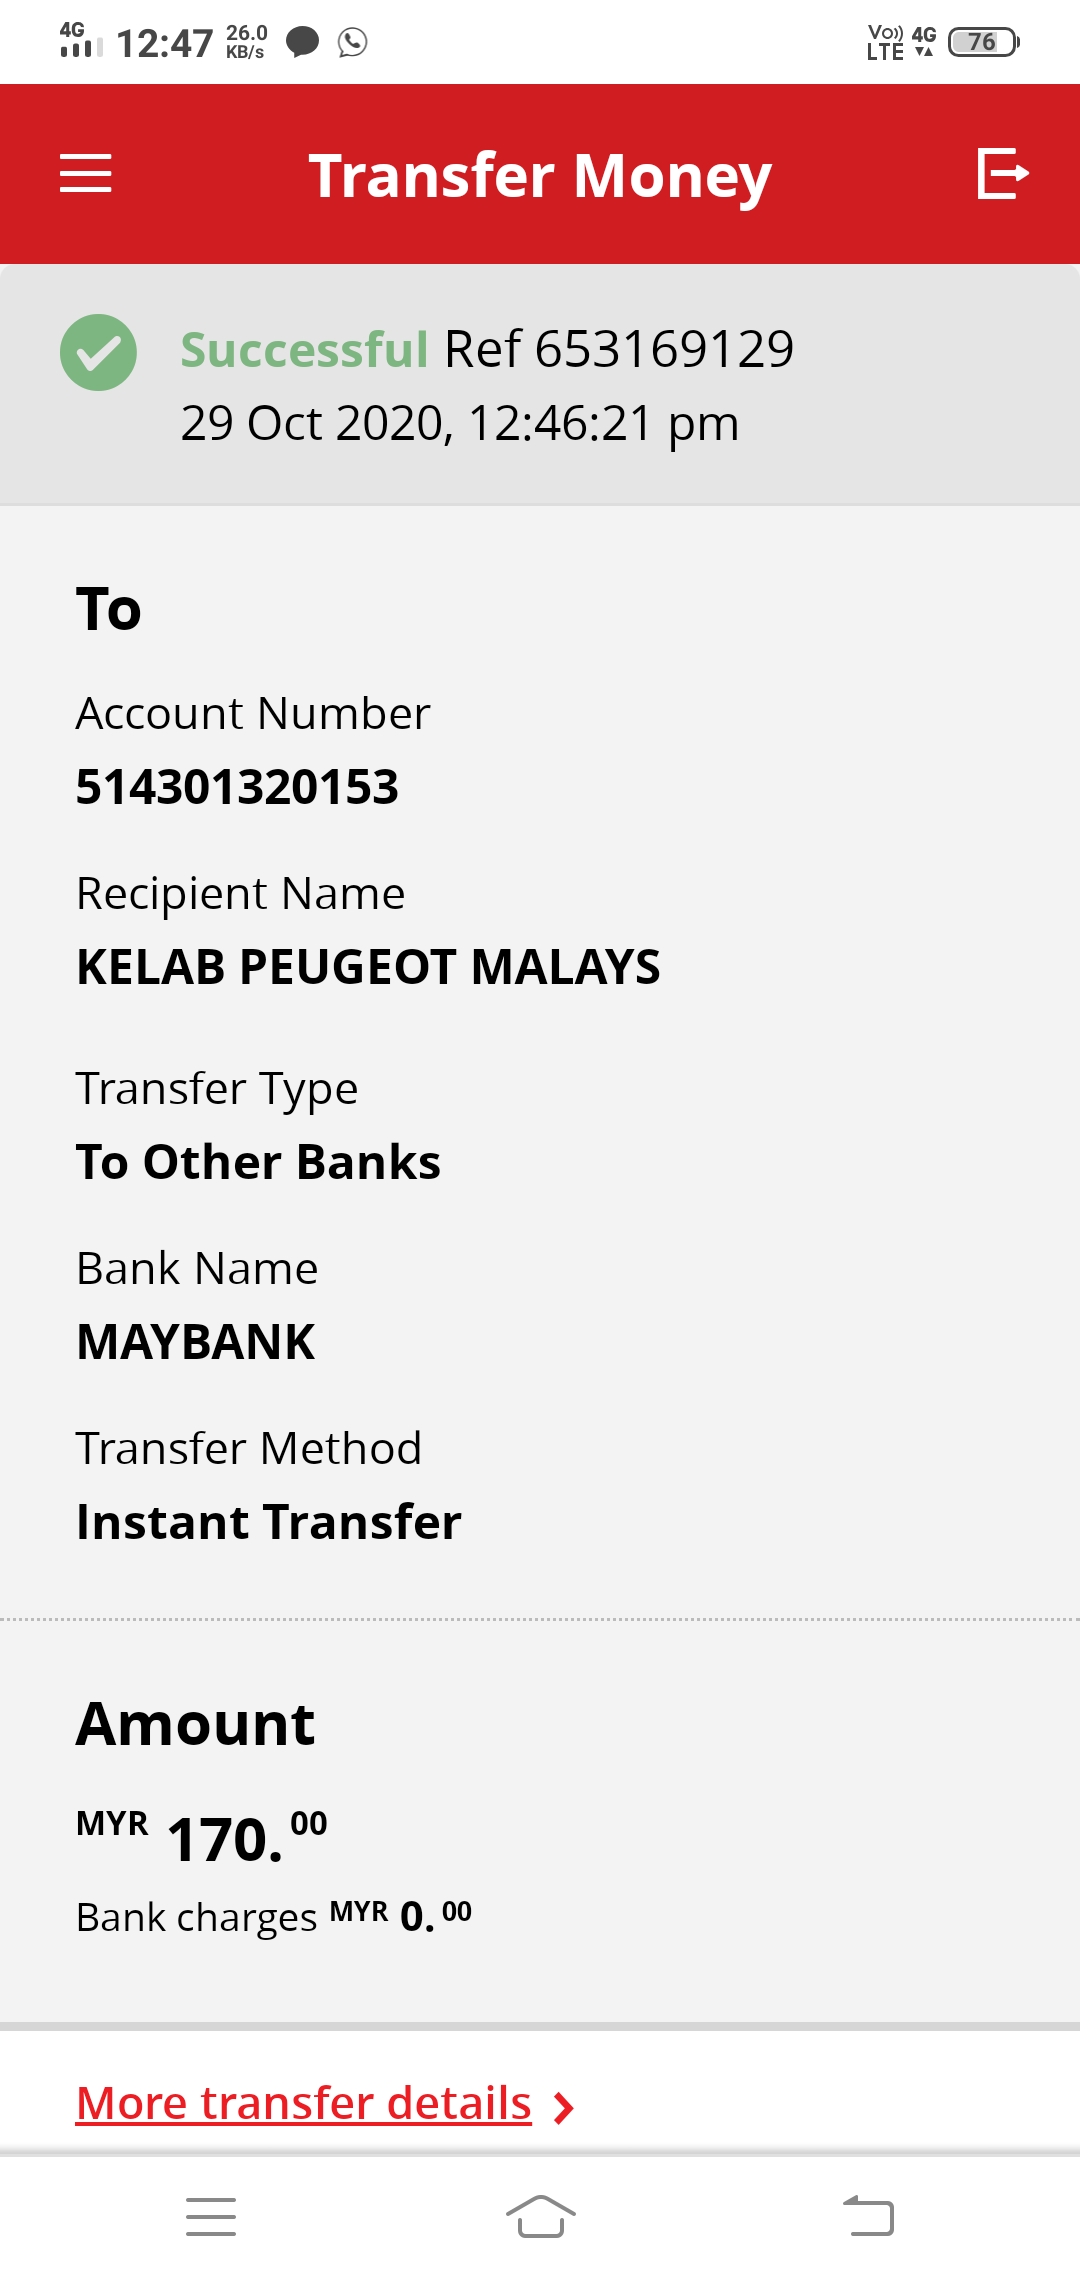 4G 12:47 26.0 KB/s Vo)) LTE 4G 76
Transfer Money
Successful Ref 653169129
29 Oct 2020, 12:46:21 pm
To
Account Number
514301320153
Recipient Name
KELAB PEUGEOT MALAYS
Transfer Type
To Other Banks
Bank Name
MAYBANK
Transfer Method
Instant Transfer
Amount
MYR 170.00
Bank charges MYR 0.00
More transfer details